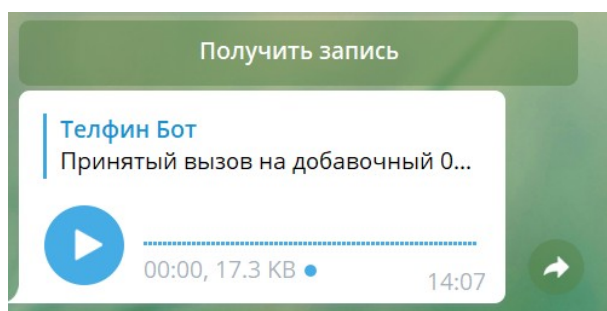 Получить запись
Телфин Бот
Принятый вызов на добавочный 0...
00:00, 17.3 KB
14:07